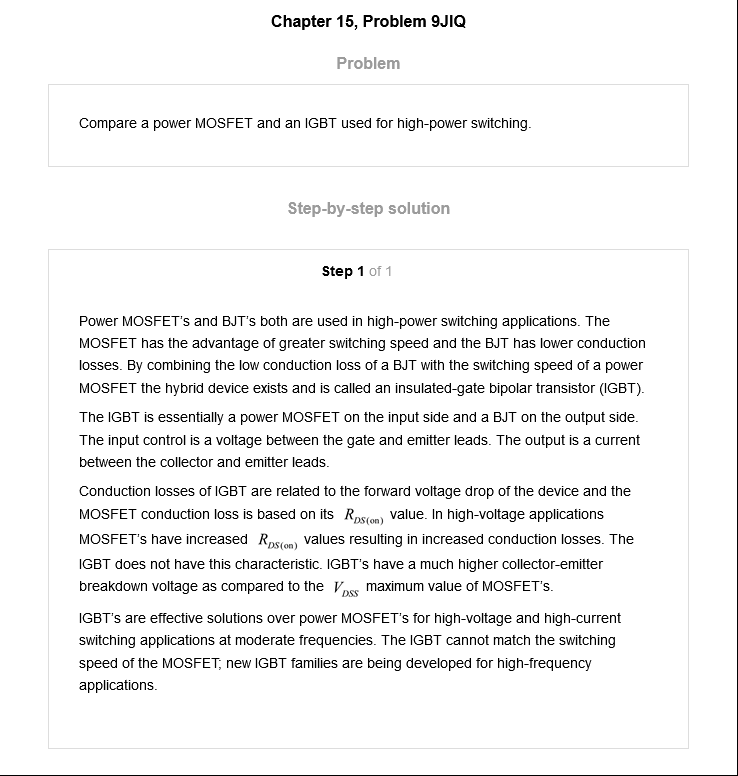 Chapter 15, Problem 9JIQ
Problem
Compare a power MOSFET and an IGBT used for high-power switching.
Step-by-step solution
Step 1 of 1
Power MOSFET's and BJT's both are used in high-power switching applications. The
MOSFET has the advantage of greater switching speed and the BJT has lower conduction
losses. By combining the low conduction loss of a BJT with the switching speed of a power
MOSFET the hybrid device exists and is called an insulated-gate bipolar transistor (IGBT).
The IGBT is essentially a power MOSFET on the input side and a BJT on the output side.
The input control is a voltage between the gate and emitter leads. The output is a current
between the collector and emitter leads.
Conduction losses of IGBT are related to the forward voltage drop of the device and the
MOSFET conduction loss is based on its R_DS(on) value. In high-voltage applications
MOSFET's have increased R_DS(on) values resulting in increased conduction losses. The
IGBT does not have this characteristic. IGBT's have a much higher collector-emitter
breakdown voltage as compared to the V_DSS maximum value of MOSFET's.
IGBT's are effective solutions over power MOSFET's for high-voltage and high-current
switching applications at moderate frequencies. The IGBT cannot match the switching
speed of the MOSFET; new IGBT families are being developed for high-frequency
applications.